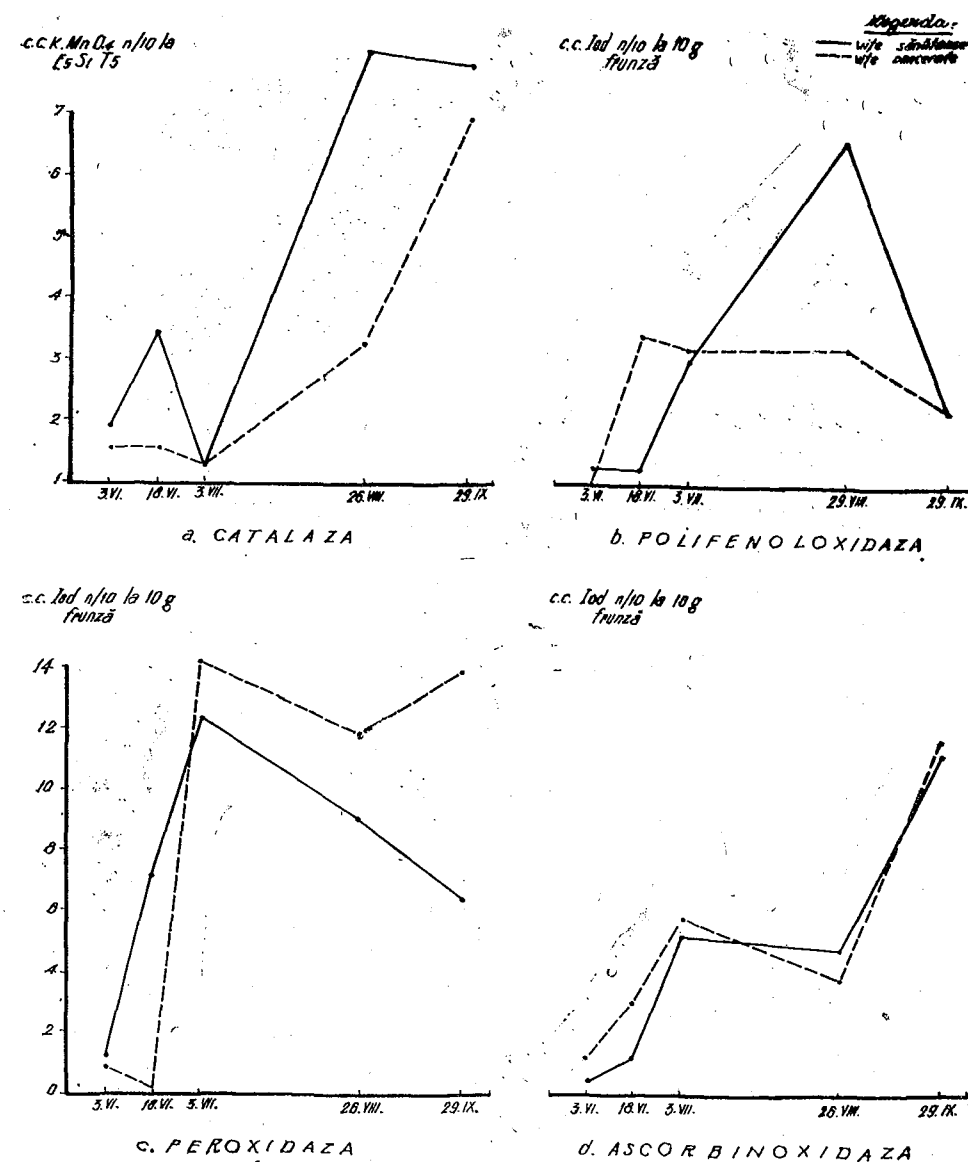 Legenda:
vițe sănătoase
vițe
c.c. K.MnO4 n/10 la
E5 S1 T5
7
6
5
4
3
2
1
3.VI.
18.VI.
3.VII.
26.VIII.
29.IX.
a. CATALAZA
c.c. Iod n/10 la 10 g
frunză
3.VI.
18.VI.
3.VII.
29.VIII.
29.IX.
b. POLIFENOLOXIDAZA
c.c. Iod n/10 la 10 g
frunză
14
12
10
8
6
4
2
0
3.VI.
18.VI.
3.VII.
26.VIII.
29.IX.
c. PEROXIDAZA
c.c. Iod n/10 la 10 g
frunză
3.VI.
18.VI.
3.VII.
26.VIII.
29.IX.
d. ASCORBINOXIDAZA